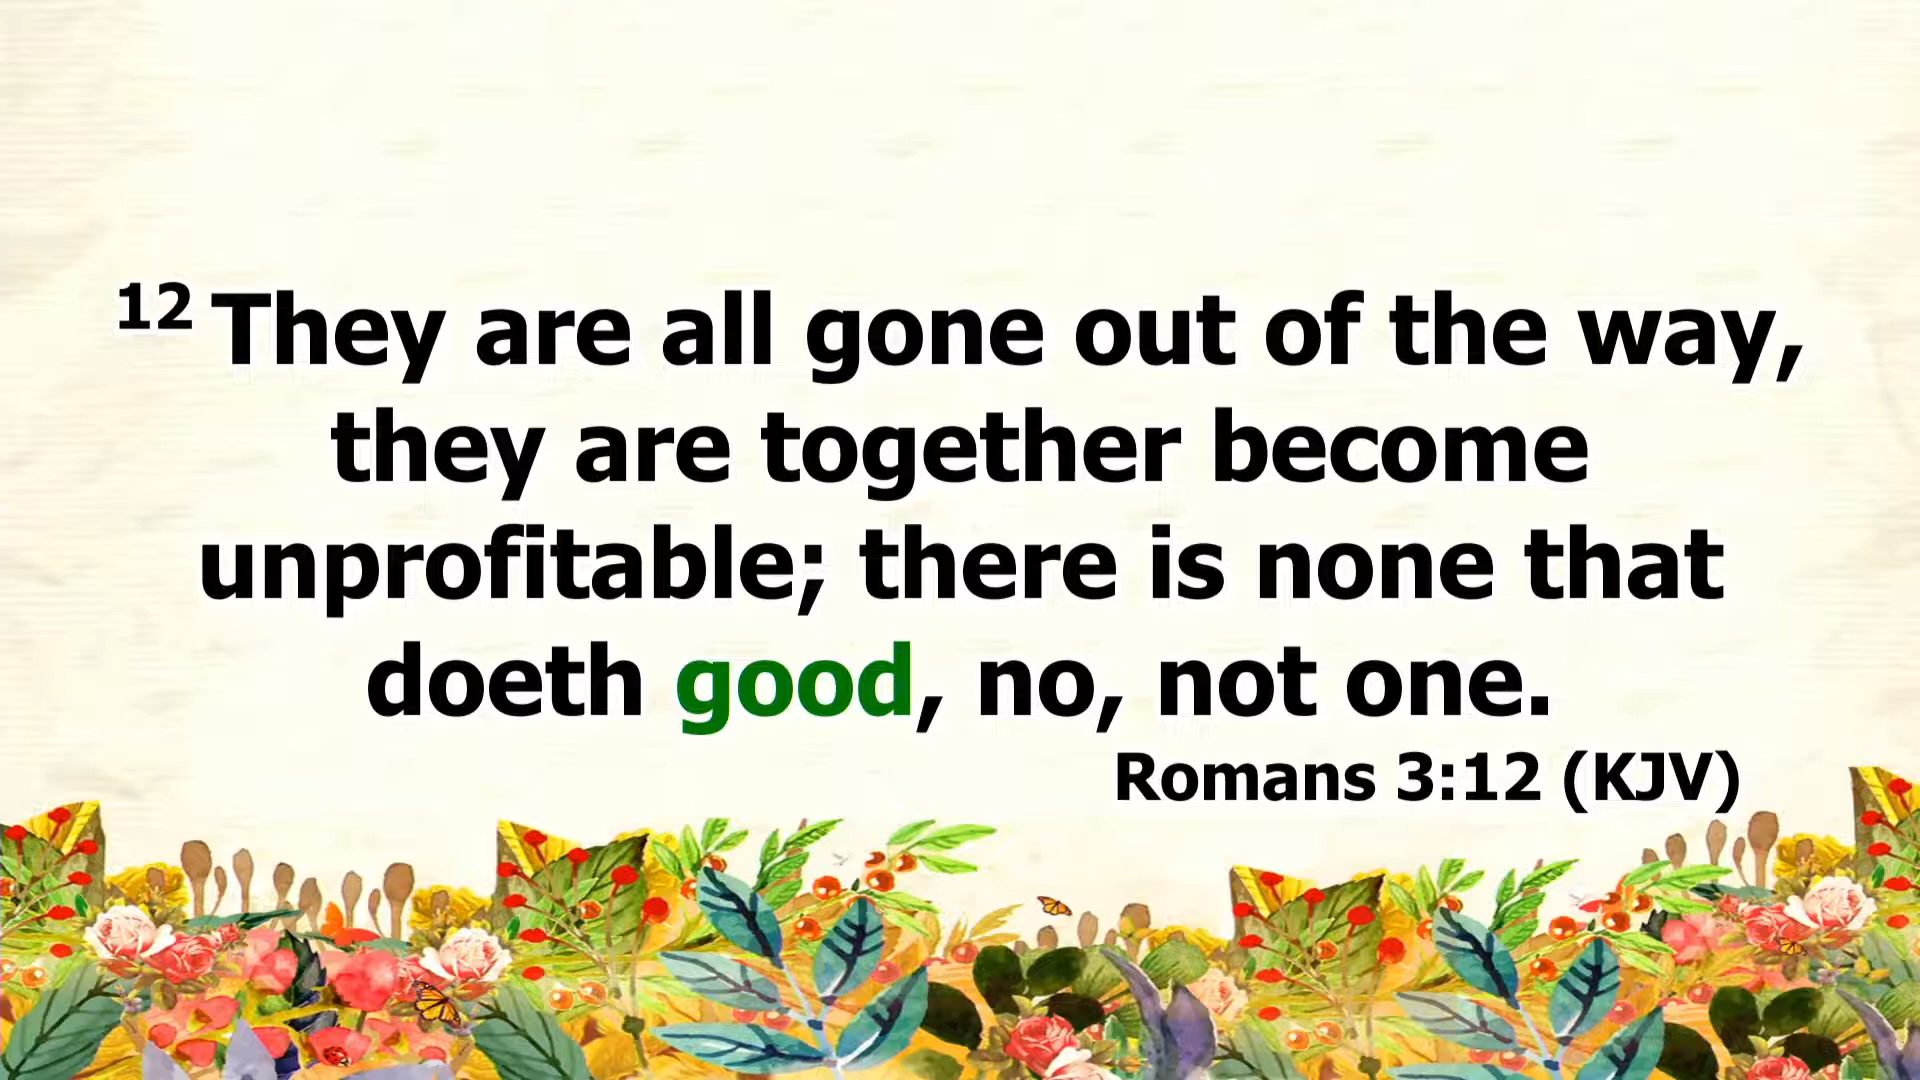 12 They are all gone out of the way,
they are together become
unprofitable; there is none that
doeth good, no, not one.
Romans 3:12 (KJV)